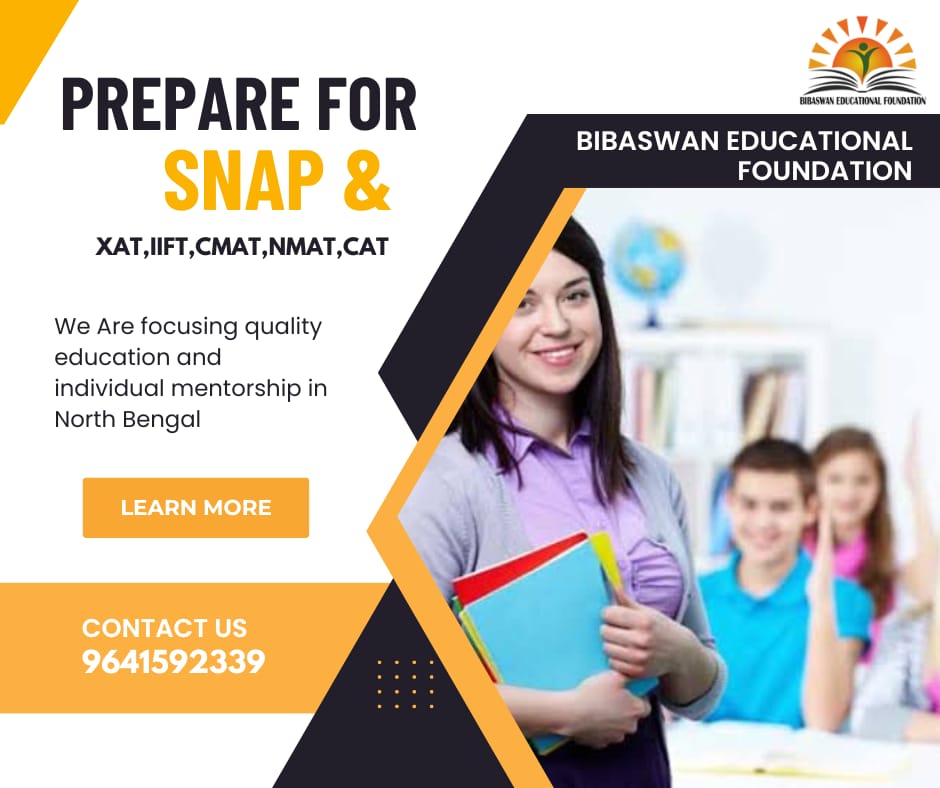 BIBASWAN EDUCATIONAL FOUNDATION
PREPARE FOR
SNAP &
XAT,IIFT,CMAT,NMAT,CAT
BIBASWAN EDUCATIONAL
FOUNDATION
We Are focusing quality
education and
individual mentorship in
North Bengal
LEARN MORE
CONTACT US
9641592339